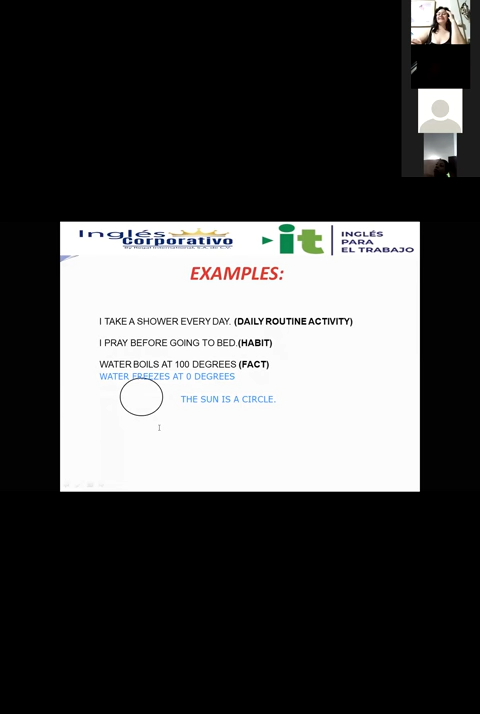 Inglés
Corporativo
it
INGLÉS
PARA
EL TRABAJO
EXAMPLES:
I TAKE A SHOWER EVERY DAY. (DAILY ROUTINE ACTIVITY)
I PRAY BEFORE GOING TO BED.(HABIT)
WATER BOILS AT 100 DEGREES (FACT)
WATER FREEZES AT 0 DEGREES
THE SUN IS A CIRCLE.